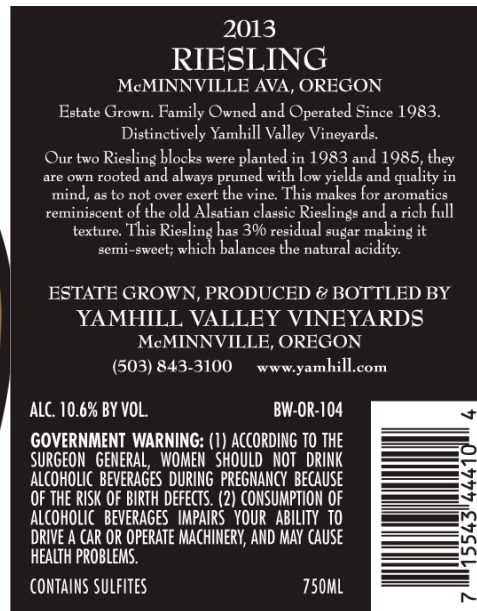 2013
RIESLING
McMINNVILLE AVA, OREGON
Estate Grown. Family Owned and Operated Since 1983.
Distinctively Yamhill Valley Vineyards.
Our two Riesling blocks were planted in 1983 and 1985, they
are own rooted and always pruned with low yields and quality in
mind, as to not over exert the vine. This makes for aromatics
reminiscent of the old Alsatian classic Rieslings and a rich full
texture. This Riesling has 3% residual sugar making it
semi-sweet; which balances the natural acidity.
ESTATE GROWN, PRODUCED & BOTTLED BY
YAMHILL VALLEY VINEYARDS
McMINNVILLE, OREGON
(503) 843-3100 www.yamhill.com
ALC. 10.6% BY VOL. BW-OR-104
GOVERNMENT WARNING: (1) ACCORDING TO THE
SURGEON GENERAL, WOMEN SHOULD NOT DRINK
ALCOHOLIC BEVERAGES DURING PREGNANCY BECAUSE
OF THE RISK OF BIRTH DEFECTS. (2) CONSUMPTION OF
ALCOHOLIC BEVERAGES IMPAIRS YOUR ABILITY TO
DRIVE A CAR OR OPERATE MACHINERY, AND MAY CAUSE
HEALTH PROBLEMS.
CONTAINS SULFITES 750ML
7 15543 44410 4